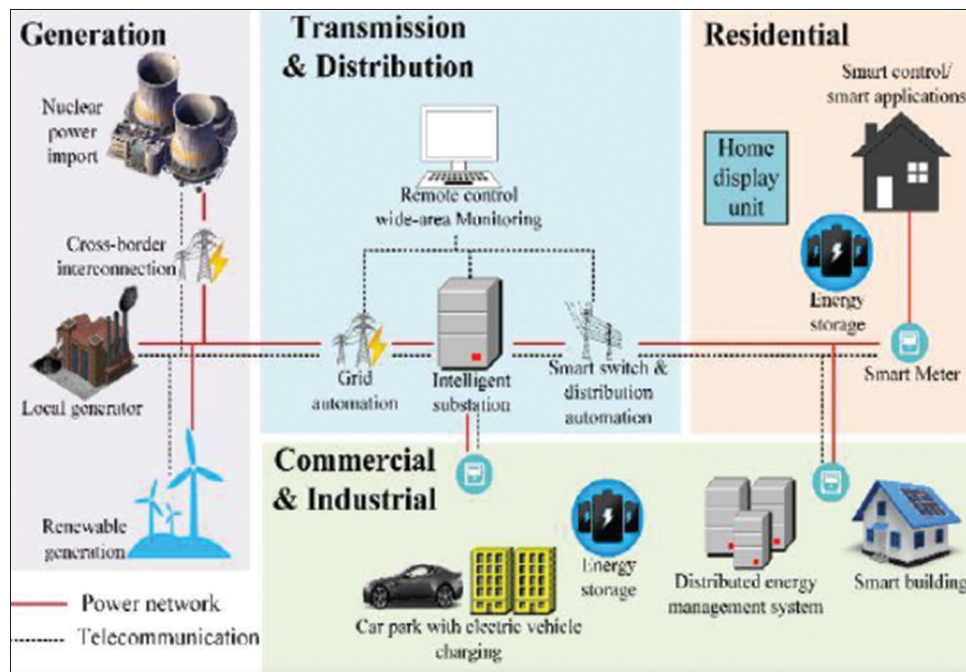 Generation
Nuclear
power
import
Cross-border
interconnection
Local generator
Renewable
generation
Transmission
& Distribution
Remote control
wide-area Monitoring
Grid
automation
Intelligent
substation
Smart switch &
distribution
automation
Residential
Smart control/
smart applications
Home
display
unit
Energy
storage
Smart Meter
Commercial
& Industrial
Car park with electric vehicle
charging
Energy
storage
Distributed energy
management system
Smart building
Power network
Telecommunication